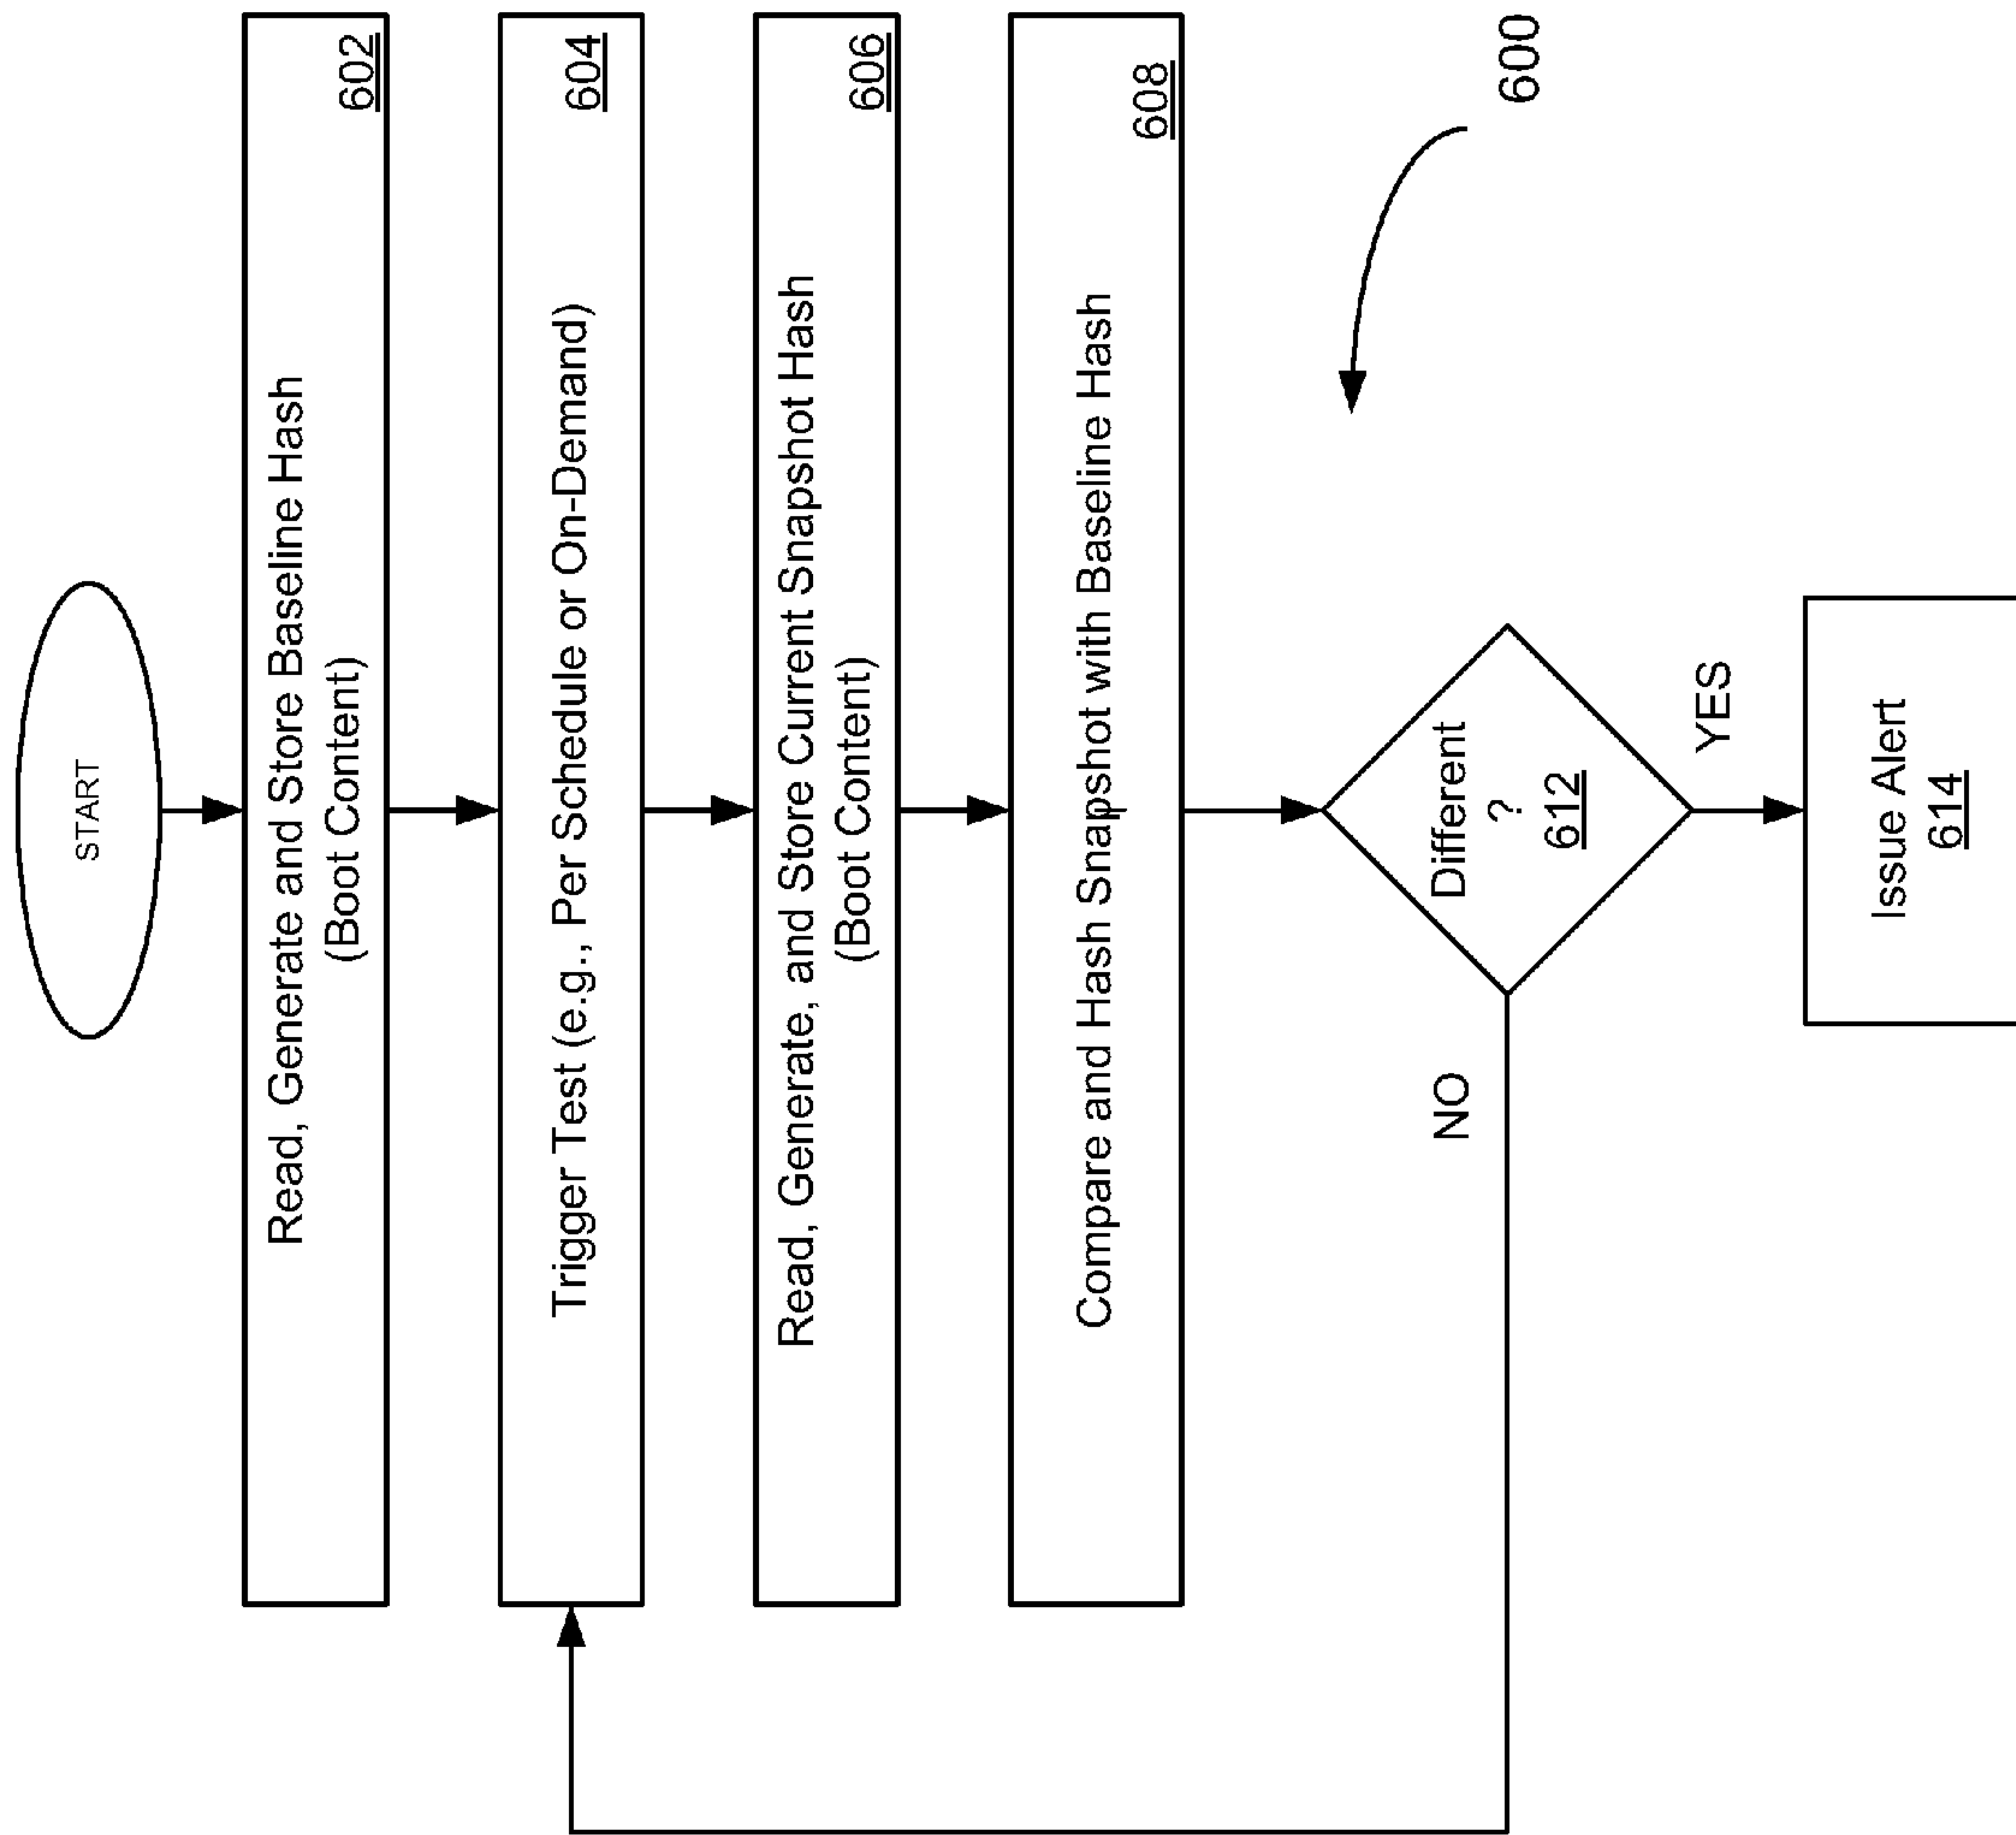 START
Read, Generate and Store Baseline Hash
(Boot Content)
602
Trigger Test (e.g., Per Schedule or On-Demand)
604
Read, Generate, and Store Current Snapshot Hash
(Boot Content)
606
Compare and Hash Snapshot with Baseline Hash
608
Different
?
612
NO
YES
Issue Alert
614
600